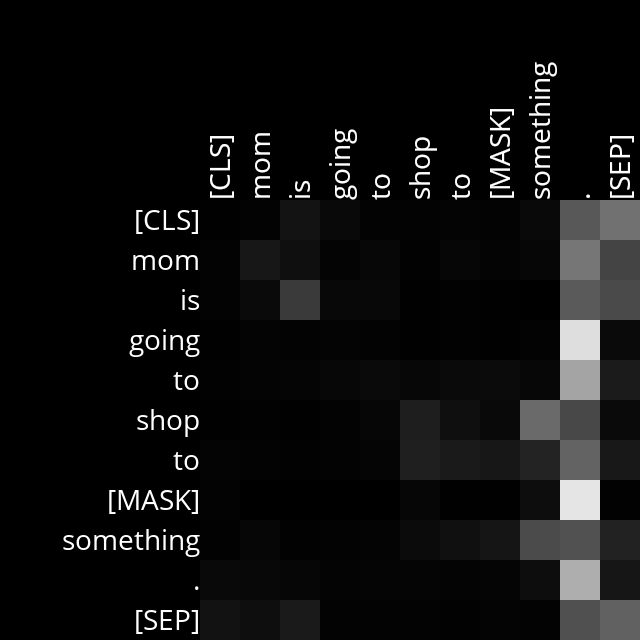 [CLS] mom is going to shop to [MASK] something . [SEP]
[CLS]
mom
is
going
to
shop
to
[MASK]
something
.
[SEP]